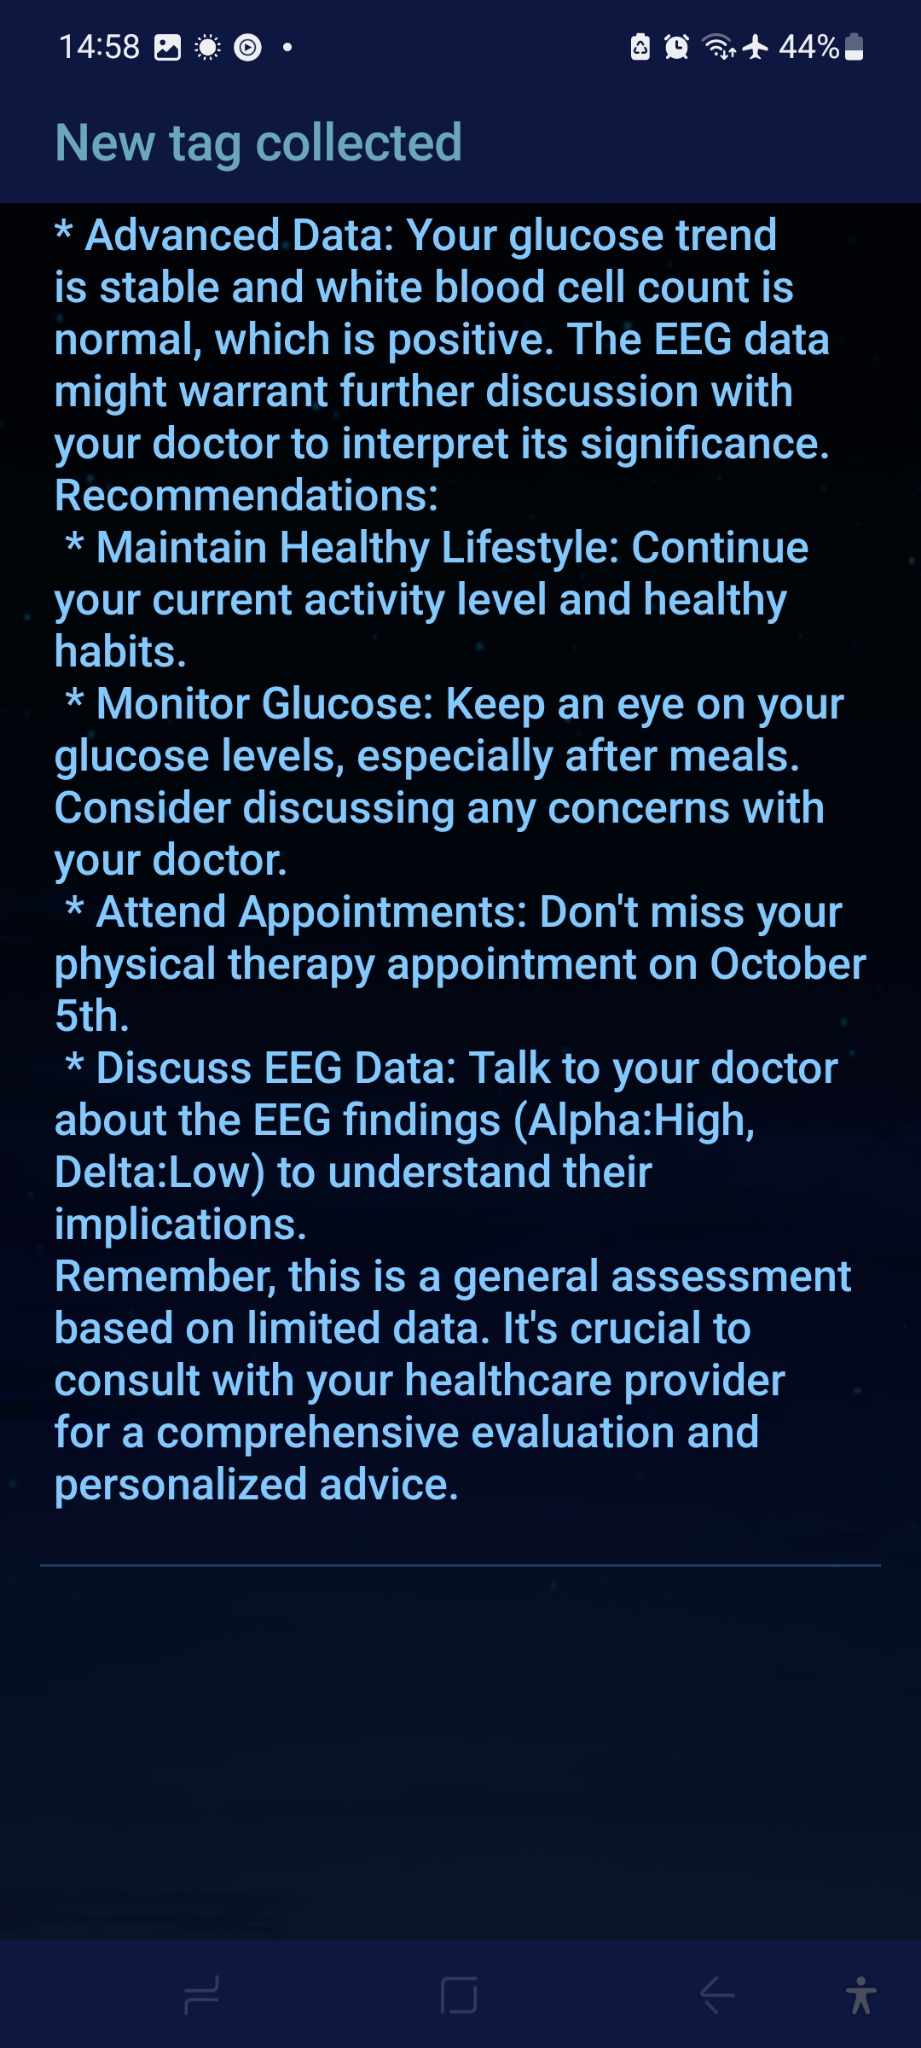 14:58
44%
New tag collected
* Advanced Data: Your glucose trend
is stable and white blood cell count is
normal, which is positive. The EEG data
might warrant further discussion with
your doctor to interpret its significance.
Recommendations:
* Maintain Healthy Lifestyle: Continue
your current activity level and healthy
habits.
* Monitor Glucose: Keep an eye on your
glucose levels, especially after meals.
Consider discussing any concerns with
your doctor.
* Attend Appointments: Don't miss your
physical therapy appointment on October
5th.
* Discuss EEG Data: Talk to your doctor
about the EEG findings (Alpha:High,
Delta:Low) to understand their
implications.
Remember, this is a general assessment
based on limited data. It's crucial to
consult with your healthcare provider
for a comprehensive evaluation and
personalized advice.